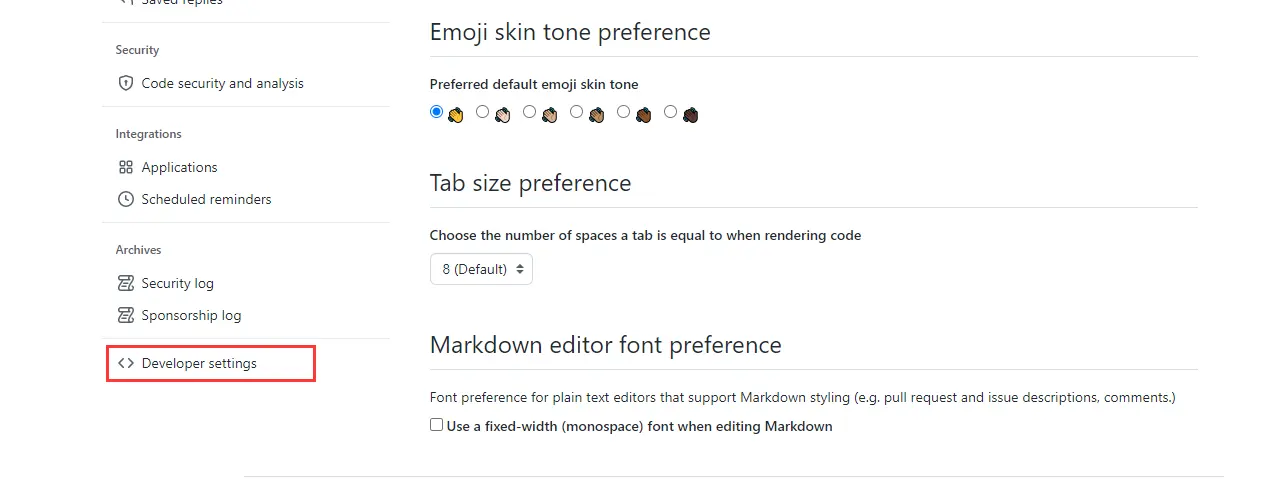 Saved replies
Security
Code security and analysis
Integrations
Applications
Scheduled reminders
Archives
Security log
Sponsorship log
Developer settings
Emoji skin tone preference
Preferred default emoji skin tone
Tab size preference
Choose the number of spaces a tab is equal to when rendering code
8 (Default)
Markdown editor font preference
Font preference for plain text editors that support Markdown styling (e.g. pull request and issue descriptions, comments.)
Use a fixed-width (monospace) font when editing Markdown